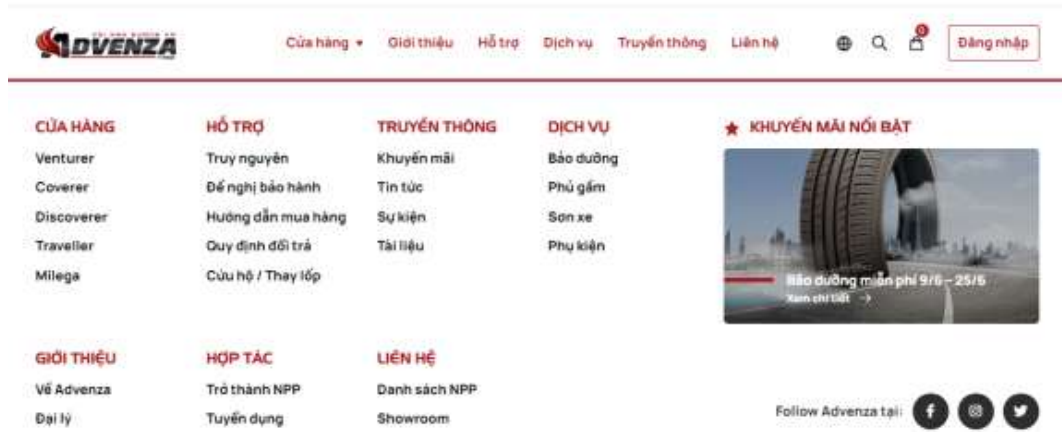 ADVENZA
Cửa hàng
Giới thiệu
Hỗ trợ
Dịch vụ
Truyền thông
Liên hệ
0
Đăng nhập
CỬA HÀNG
Venturer
Coverer
Discoverer
Traveller
Milega
HỖ TRỢ
Truy nguyên
Đề nghị bảo hành
Hướng dẫn mua hàng
Quy định đổi trả
Cứu hộ / Thay lốp
TRUYỀN THÔNG
Khuyến mãi
Tin tức
Sự kiện
Tài liệu
DỊCH VỤ
Bảo dưỡng
Phủ gầm
Sơn xe
Phụ kiện
KHUYẾN MÃI NỔI BẬT
Bảo dưỡng miễn phí 9/6 – 25/6
Xem chi tiết →
GIỚI THIỆU
Về Advenza
Đại lý
HỢP TÁC
Trở thành NPP
Tuyển dụng
LIÊN HỆ
Danh sách NPP
Showroom
Follow Advenza tại: